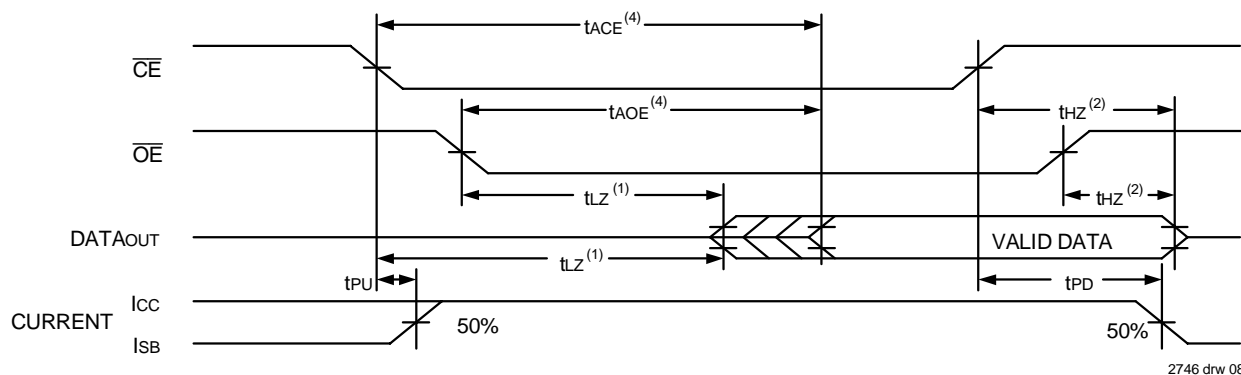 tACE(4)
CE
tAOE(4)
tHZ(2)
OE
tLZ(1)
tHZ(2)
DATAOUT
VALID DATA
tLZ(1)
tPU
tPD
ICC
CURRENT
50%
50%
ISB
2746 drw 08